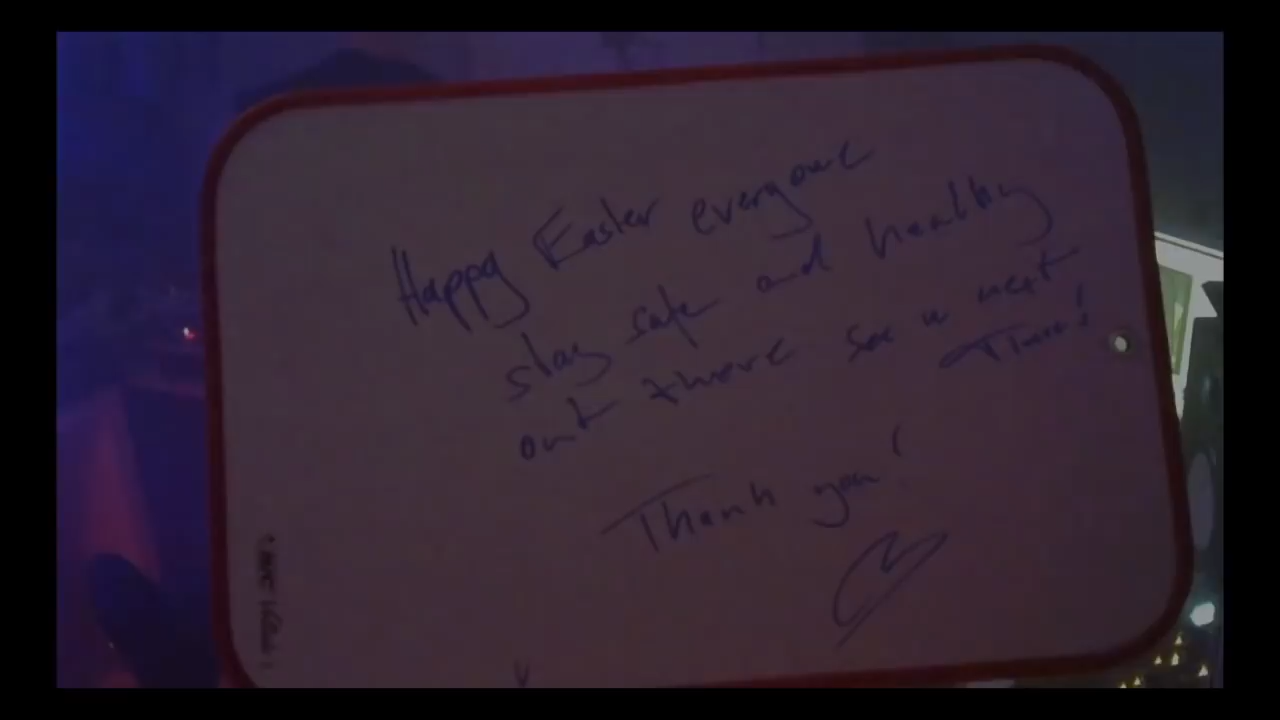 Happy Easter everyone
stay safe and healthy
out there see u next
Time!
Thank you!